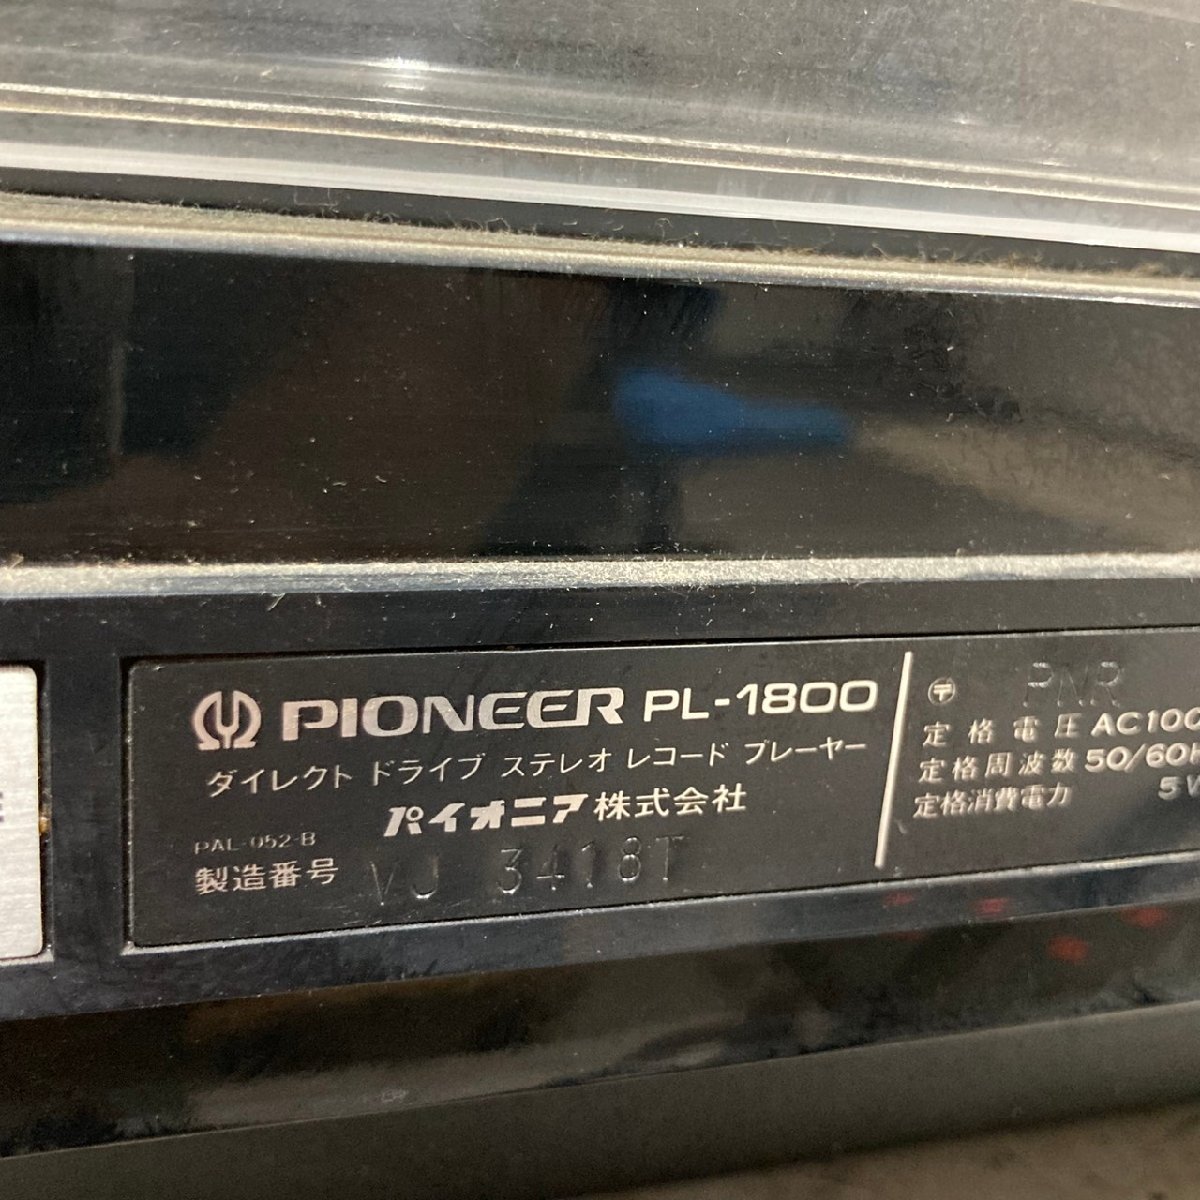 PIONEER PL-1800
ダイレクト ドライブ ステレオ レコード プレーヤー
パイオニア株式会社
PAL-052-B
製造番号 VJ 3418T
〒 PNR
定格電圧 AC100
定格周波数 50/60H
定格消費電力 5W
E